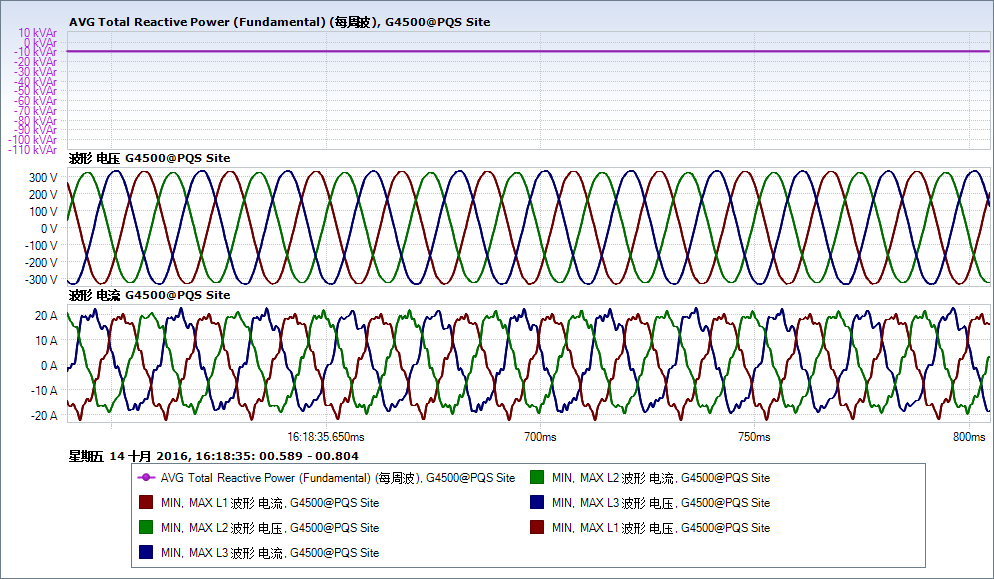 AVG Total Reactive Power (Fundamental) (每周波), G4500@PQS Site
10 kVAr
0 kVAr
-10 kVAr
-20 kVAr
-30 kVAr
-40 kVAr
-50 kVAr
-60 kVAr
-70 kVAr
-80 kVAr
-90 kVAr
-100 kVAr
-110 kVAr
波形 电压 G4500@PQS Site
300 V
200 V
100 V
0 V
-100 V
-200 V
-300 V
波形 电流 G4500@PQS Site
20 A
10 A
0 A
-10 A
-20 A
16:18:35.650ms 700ms 750ms 800ms
星期五 14 十月 2016, 16:18:35: 00.589 - 00.804
AVG Total Reactive Power (Fundamental) (每周波), G4500@PQS Site MIN, MAX L2 波形 电流, G4500@PQS Site
MIN, MAX L1 波形 电流, G4500@PQS Site MIN, MAX L3 波形 电压, G4500@PQS Site
MIN, MAX L2 波形 电压, G4500@PQS Site MIN, MAX L1 波形 电压, G4500@PQS Site
MIN, MAX L3 波形 电流, G4500@PQS Site